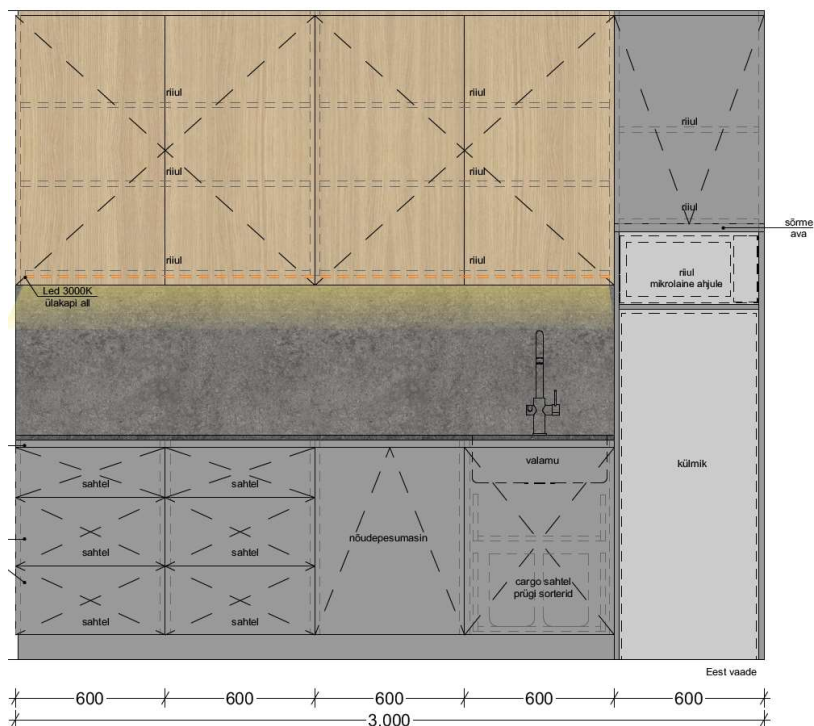 riiul
riiul
riiul
riiul
riiul
riiul
riiul
riiul
sõrme
ava
riiul
mikrolaine ahjule
Led 3000K
ülakapi all
külmik
valamu
sahtel
sahtel
nõudepesumasin
sahtel
sahtel
cargo sahtel
prügi sorterid
sahtel
sahtel
Eest vaade
600
600
600
600
600
3.000